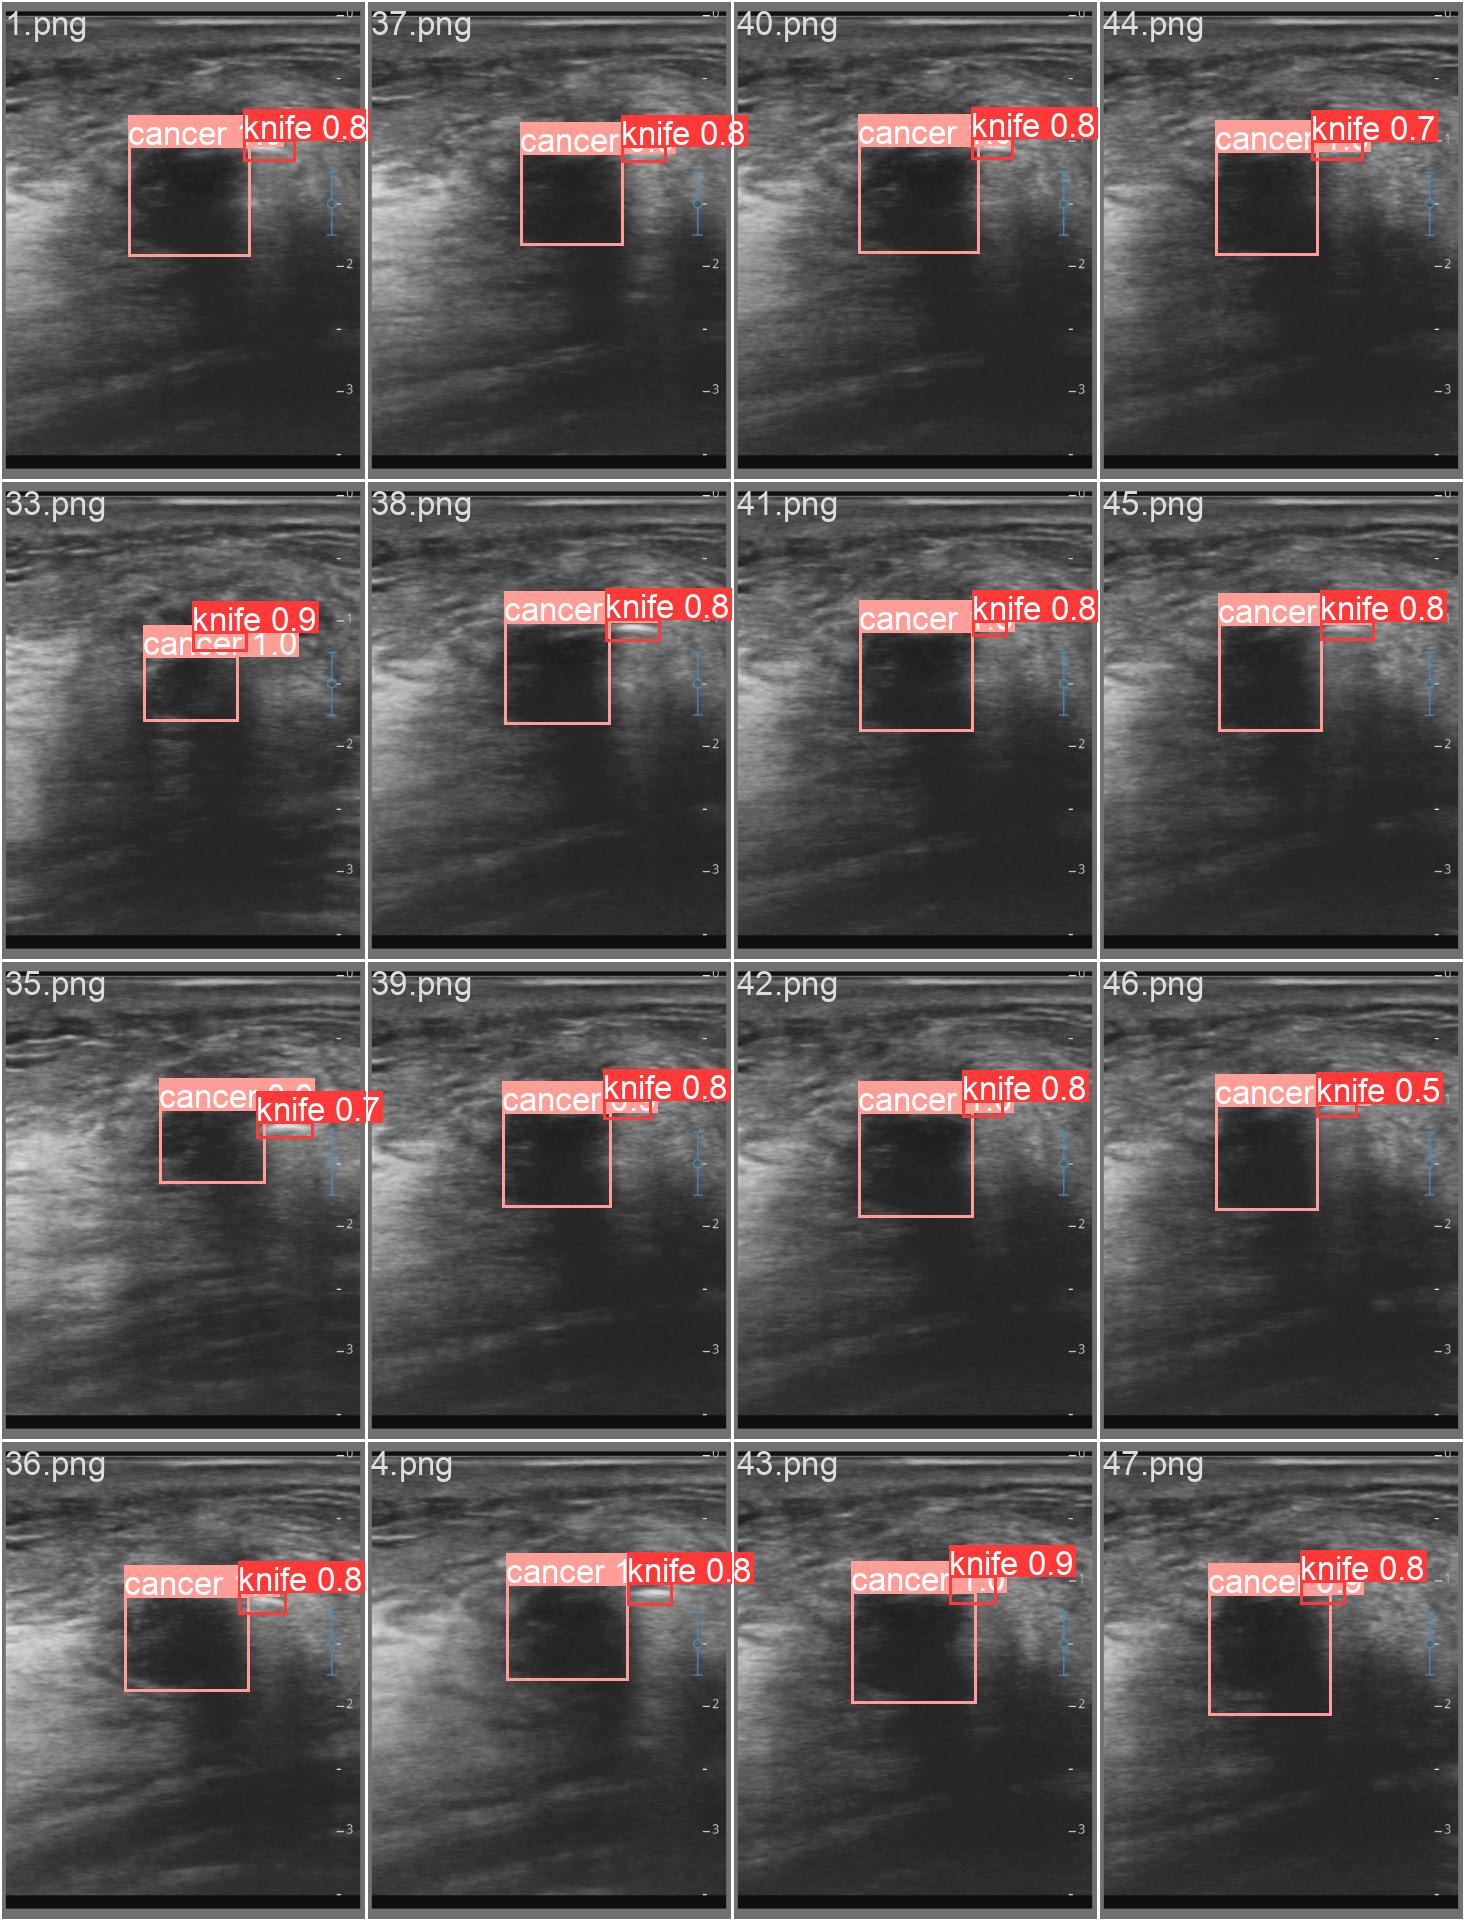 1.png
cancer
knife 0.8
2
3
37.png
cancer
knife 0.8
2
3
40.png
cancer
knife 0.8
2
3
44.png
cancer
knife 0.7
1
2
3
33.png
knife 0.9
cancer 1.0
1
2
3
38.png
cancer
knife 0.8
2
3
41.png
cancer
knife 0.8
2
3
45.png
cancer
knife 0.8
1
2
3
35.png
cancer
knife 0.7
2
3
39.png
cancer
knife 0.8
2
3
42.png
cancer
knife 0.8
1
2
3
46.png
cancer
knife 0.5
1
2
3
36.png
cancer
knife 0.8
2
3
4.png
cancer 1
knife 0.8
2
3
43.png
cancer
knife 0.9
1
2
3
47.png
cancer
knife 0.8
1
2
3